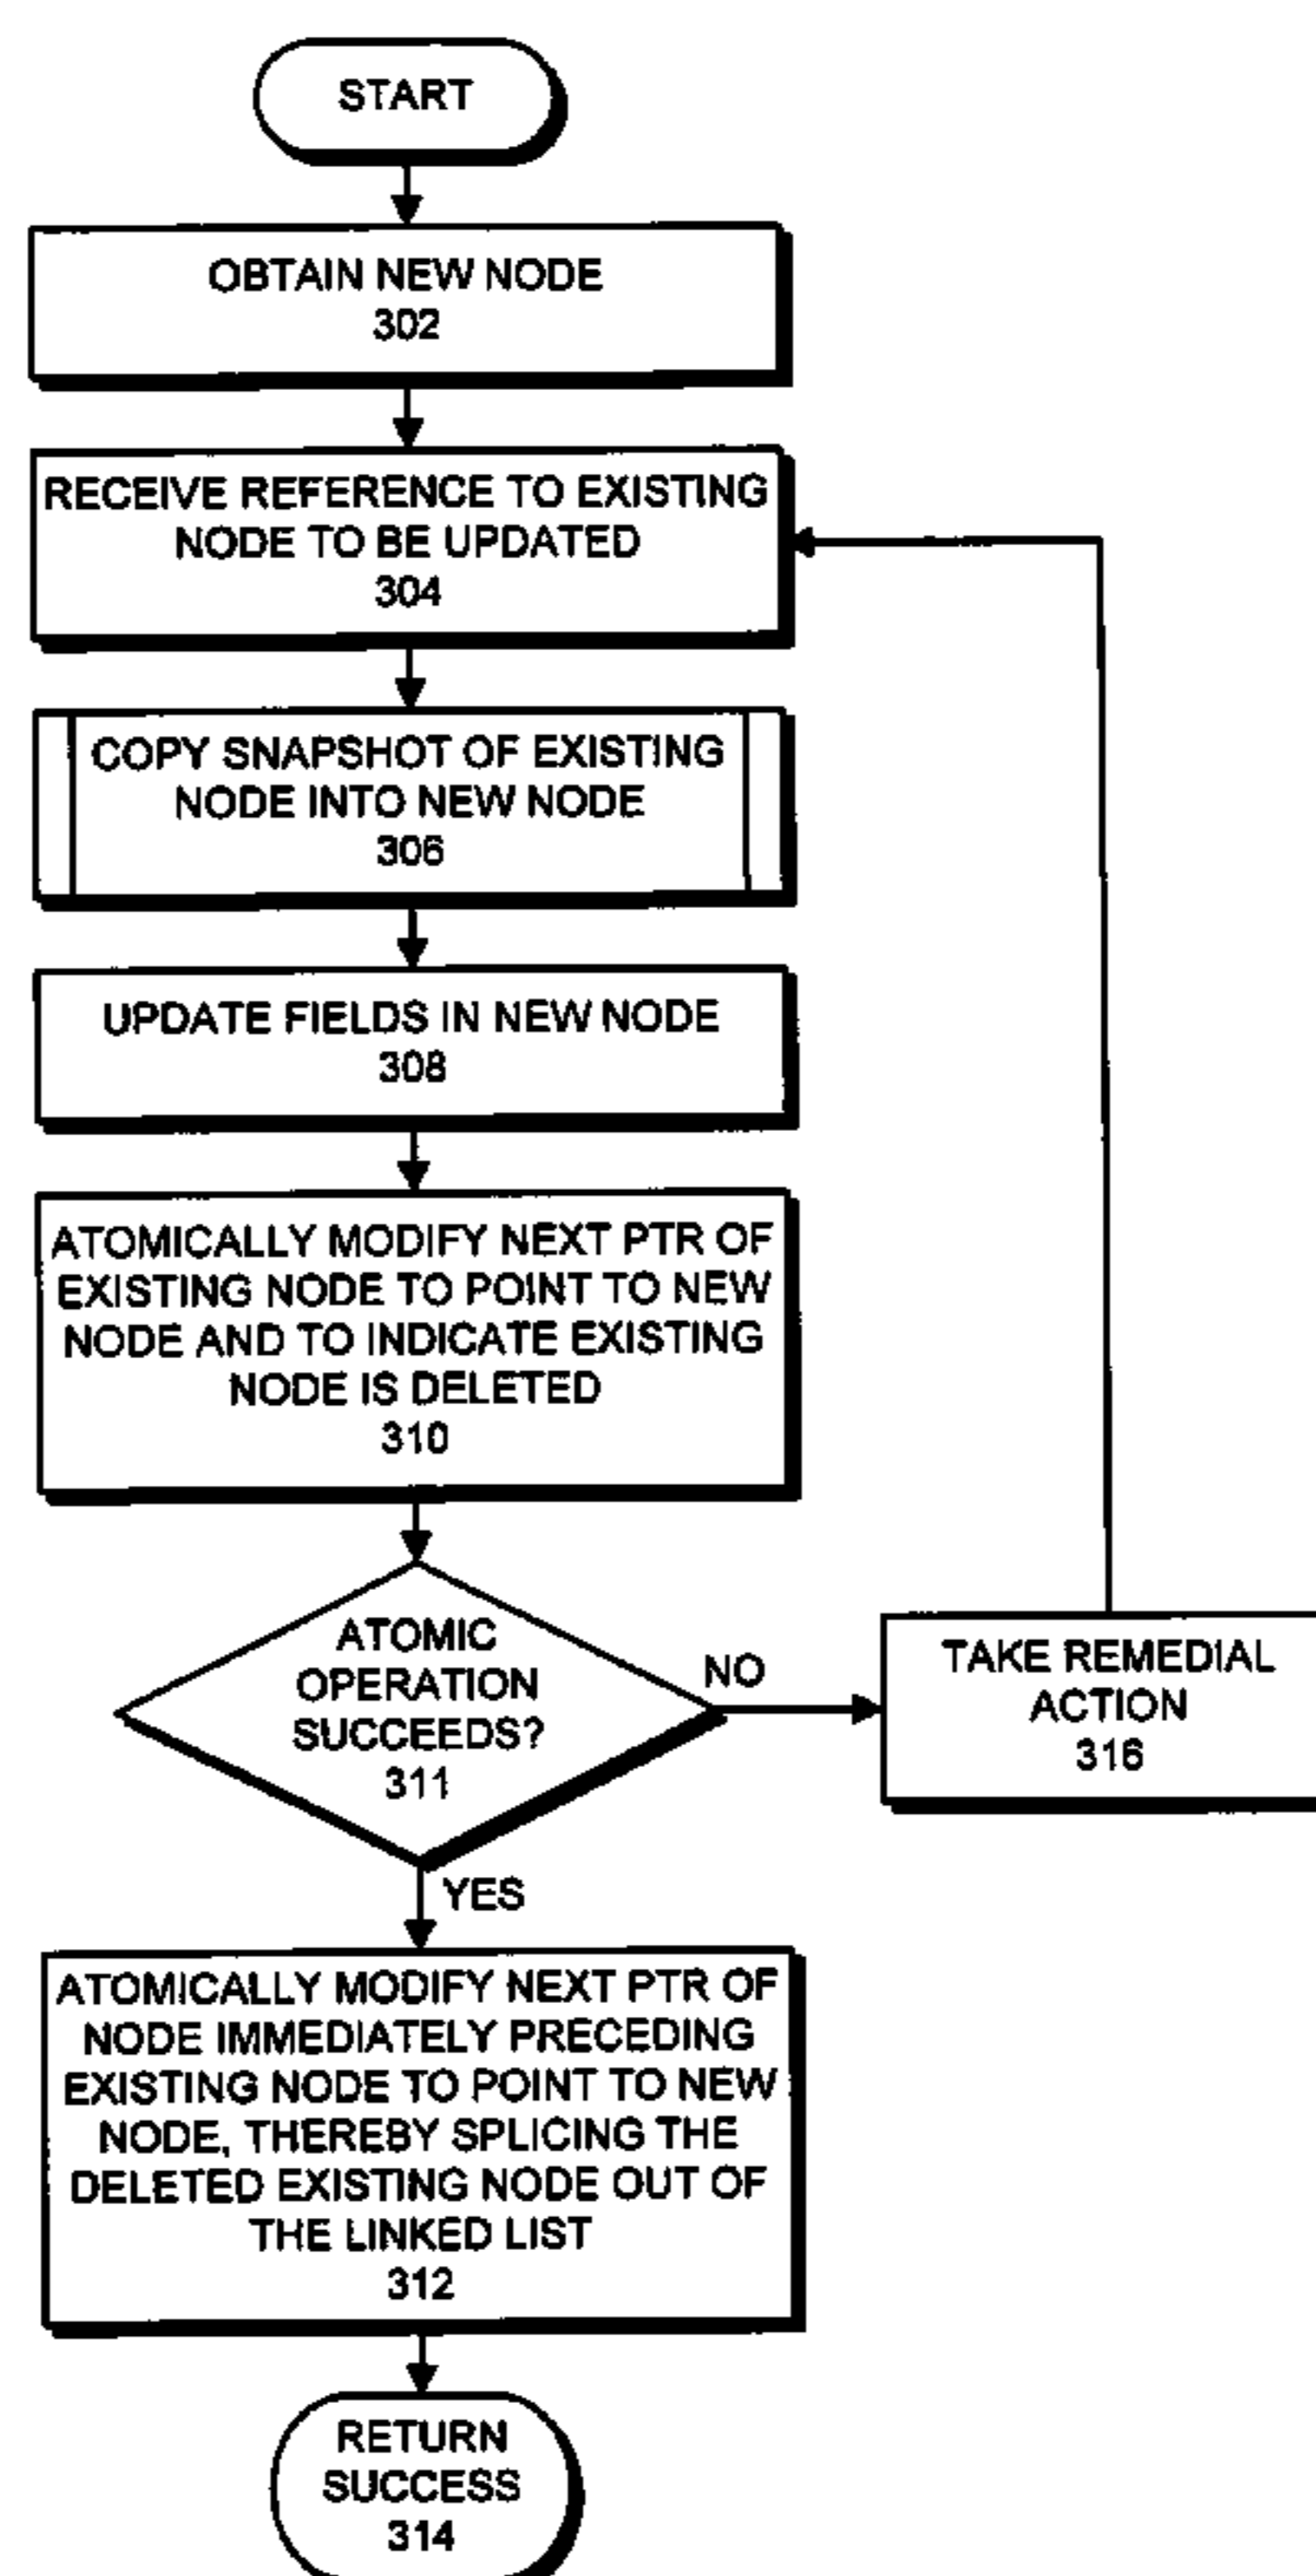 START
OBTAIN NEW NODE
302
RECEIVE REFERENCE TO EXISTING
NODE TO BE UPDATED
304
COPY SNAPSHOT OF EXISTING
NODE INTO NEW NODE
306
UPDATE FIELDS IN NEW NODE
308
ATOMICALLY MODIFY NEXT PTR OF
EXISTING NODE TO POINT TO NEW
NODE AND TO INDICATE EXISTING
NODE IS DELETED
310
ATOMIC
OPERATION
SUCCEEDS?
311
NO
TAKE REMEDIAL
ACTION
316
YES
ATOMICALLY MODIFY NEXT PTR OF
NODE IMMEDIATELY PRECEDING
EXISTING NODE TO POINT TO NEW
NODE, THEREBY SPLICING THE
DELETED EXISTING NODE OUT OF
THE LINKED LIST
312
RETURN
SUCCESS
314